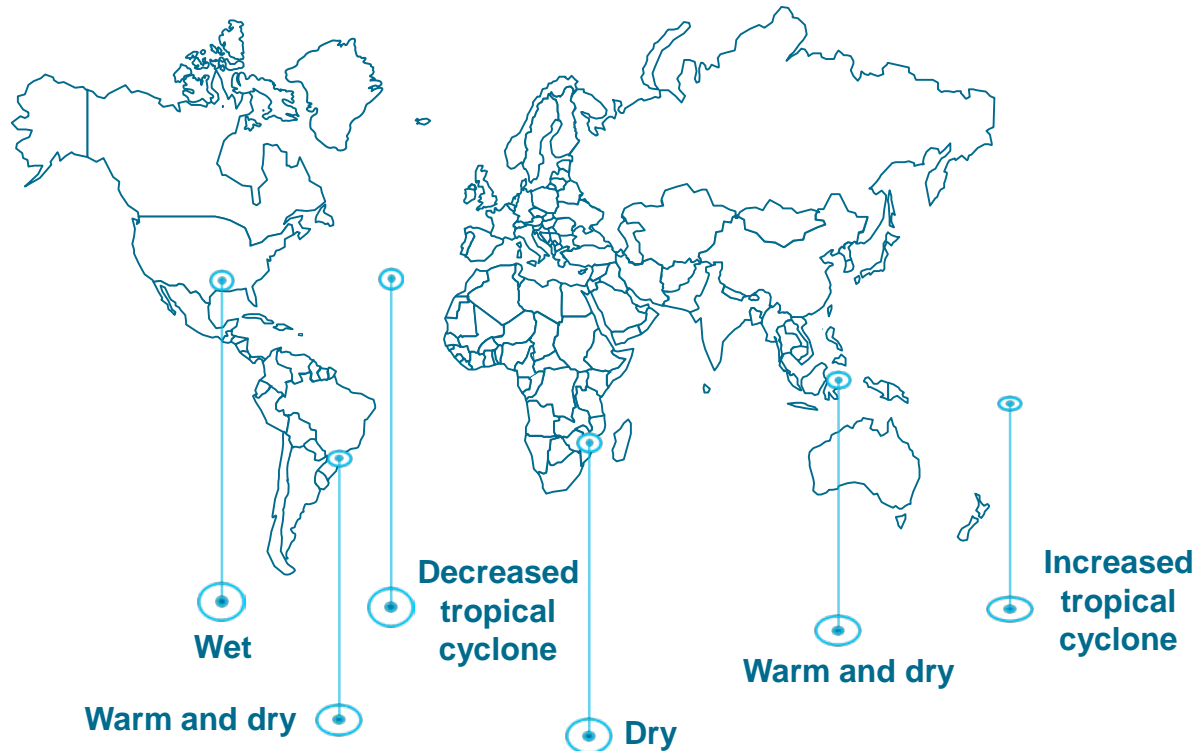 Wet
Warm and dry
Decreased
tropical
cyclone
Dry
Warm and dry
Increased
tropical
cyclone